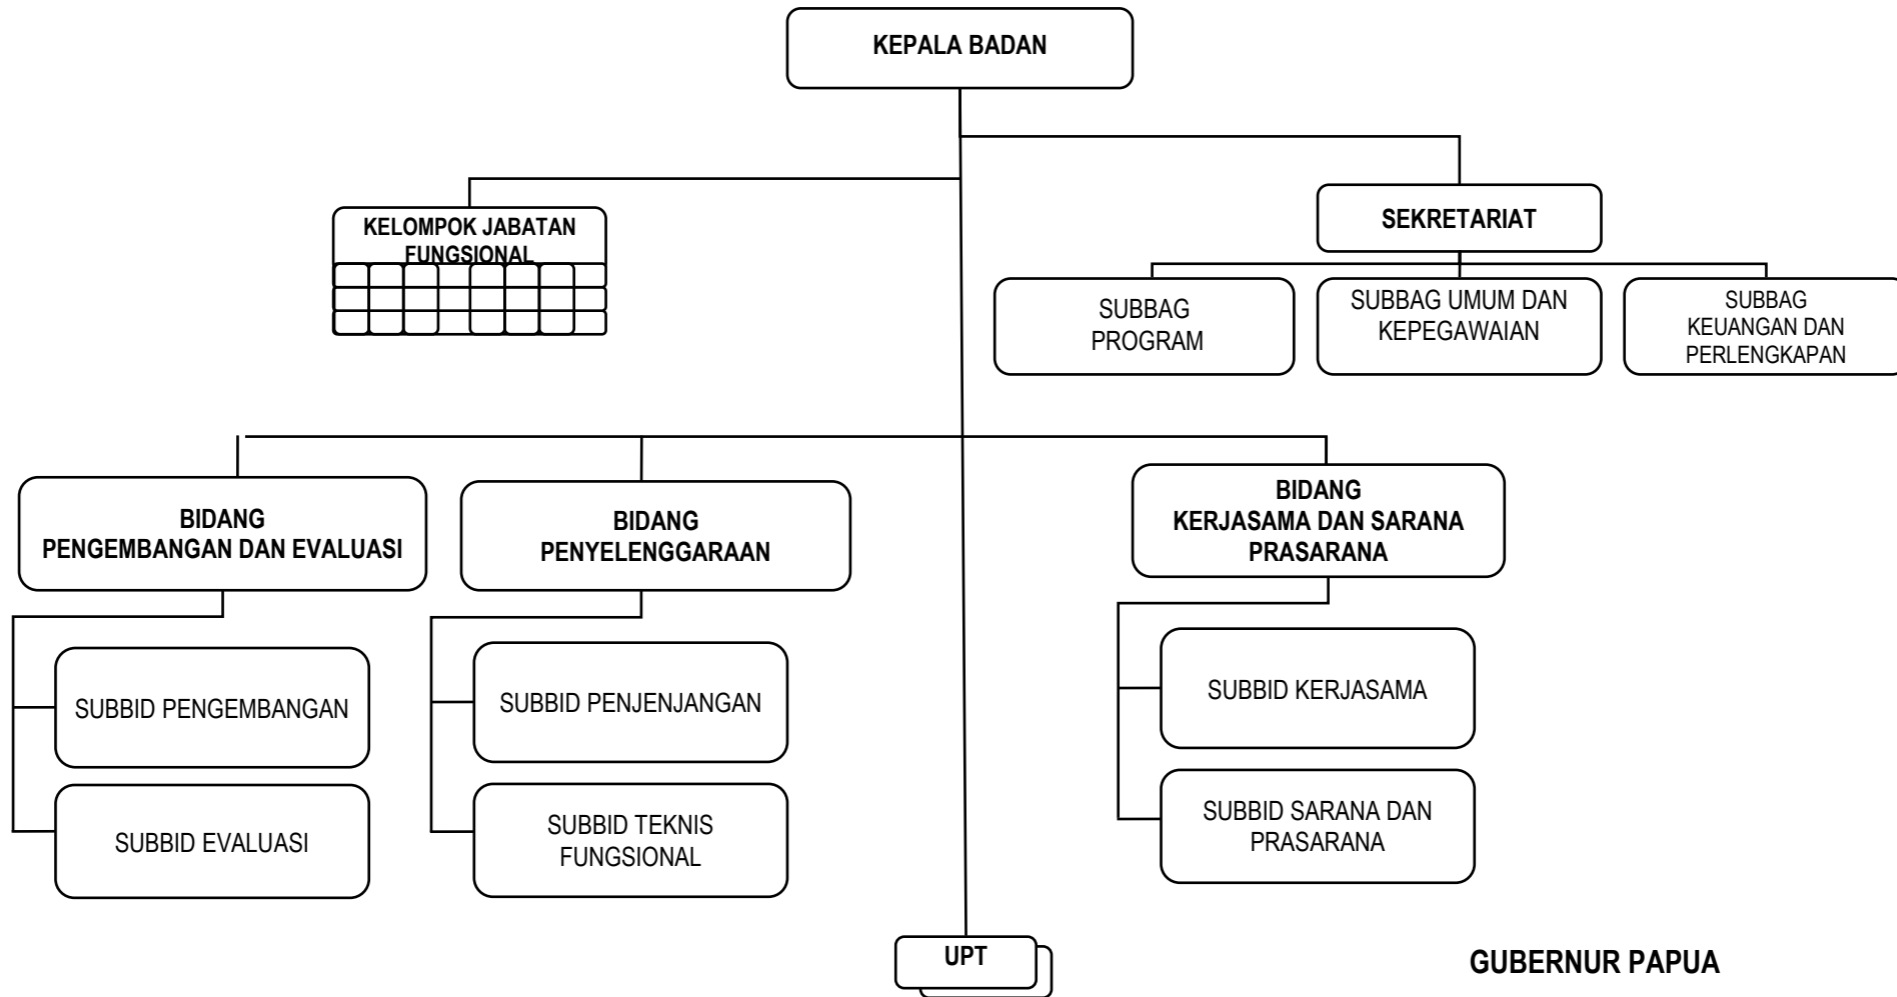 KEPALA BADAN
KELOMPOK JABATAN
FUNGSIONAL
SEKRETARIAT
SUBBAG
PROGRAM
SUBBAG UMUM DAN
KEPEGAWAIAN
SUBBAG
KEUANGAN DAN
PERLENGKAPAN
BIDANG
PENGEMBANGAN DAN EVALUASI
BIDANG
PENYELENGGARAAN
BIDANG
KERJASAMA DAN SARANA
PRASARANA
SUBBID PENGEMBANGAN
SUBBID PENJENJANGAN
SUBBID KERJASAMA
SUBBID EVALUASI
SUBBID TEKNIS
FUNGSIONAL
SUBBID SARANA DAN
PRASARANA
UPT
GUBERNUR PAPUA